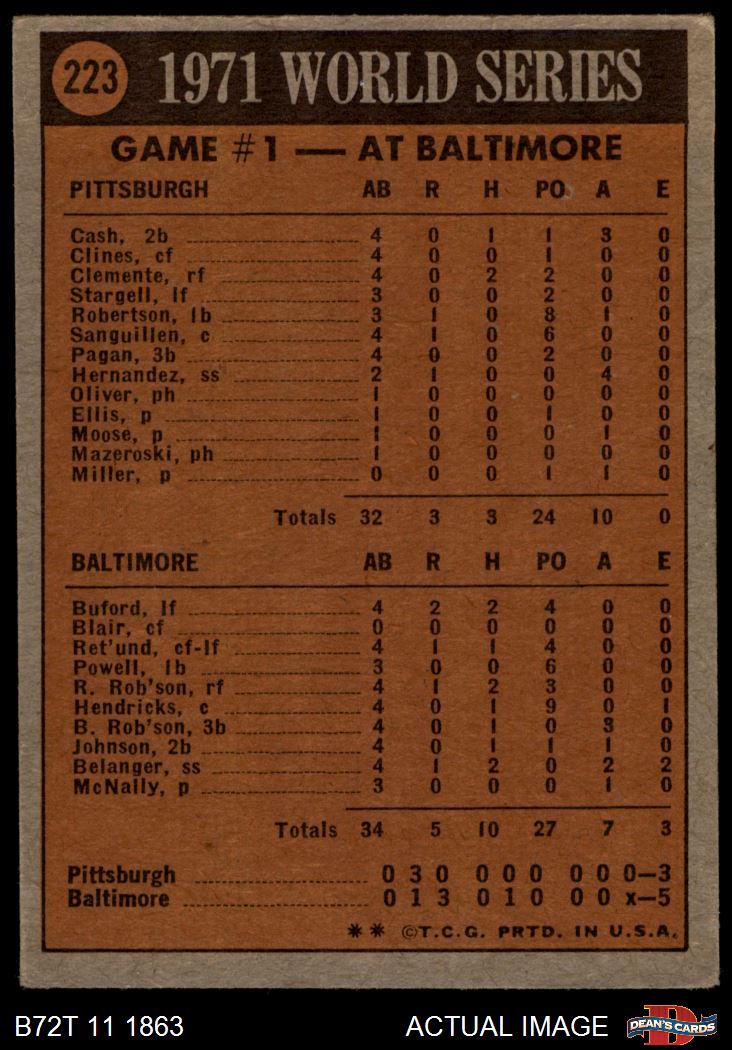 223 1971 WORLD SERIES
GAME #1 — AT BALTIMORE
PITTSBURGH AB R H PO A E
Cash, 2b 4 0 1 1 3 0
Clines, cf 4 0 0 1 0 0
Clemente, rf 4 0 2 2 0 0
Stargell, lf 3 0 0 2 0 0
Robertson, 1b 3 1 0 8 1 0
Sanguillen, c 4 1 0 6 0 0
Pagan, 3b 4 0 0 2 0 0
Hernandez, ss 2 1 0 0 4 0
Oliver, ph 1 0 0 0 0 0
Ellis, p 1 0 0 1 0 0
Moose, p 1 0 0 0 1 0
Mazeroski, ph 1 0 0 0 0 0
Miller, p 0 0 0 1 1 0
Totals 32 3 3 24 10 0
BALTIMORE AB R H PO A E
Buford, lf 4 2 2 4 0 0
Blair, cf 0 0 0 0 0 0
Ret'und, cf-lf 4 1 1 4 0 0
Powell, 1b 3 0 0 6 0 0
R. Rob'son, rf 4 1 2 3 0 0
Hendricks, c 4 0 1 9 0 1
B. Rob'son, 3b 4 0 1 0 3 0
Johnson, 2b 4 0 1 1 1 0
Belanger, ss 4 1 2 0 2 2
McNally, p 3 0 0 0 1 0
Totals 34 5 10 27 7 3
Pittsburgh 0 3 0 0 0 0 0 0 0—3
Baltimore 0 1 3 0 1 0 0 0 x—5
** ©T.C.G. PRTD. IN U.S.A.
B72T 11 1863 ACTUAL IMAGE D DEAN'S CARDS